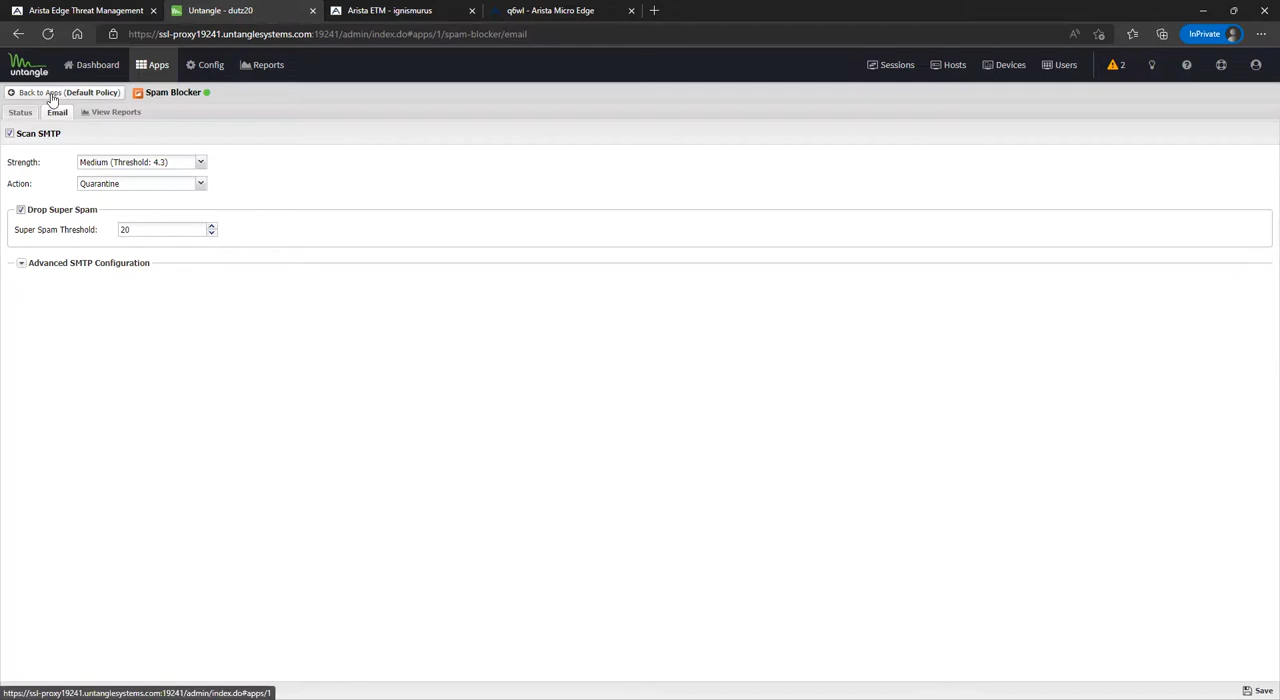 Arista Edge Threat Management
Untangle - dutz20
Arista ETM - ignismurus
q6wl - Arista Micro Edge
https://ssl-proxy19241.untanglesystems.com:19241/admin/index.do#apps/1/spam-blocker/email
InPrivate
untangle
Dashboard
Apps
Config
Reports
Sessions
Hosts
Devices
Users
2
Back to Apps (Default Policy)
Spam Blocker
Status
Email
View Reports
Scan SMTP
Strength: Medium (Threshold: 4.3)
Action: Quarantine
Drop Super Spam
Super Spam Threshold: 20
Advanced SMTP Configuration
https://ssl-proxy19241.untanglesystems.com:19241/admin/index.do#apps/1
Save